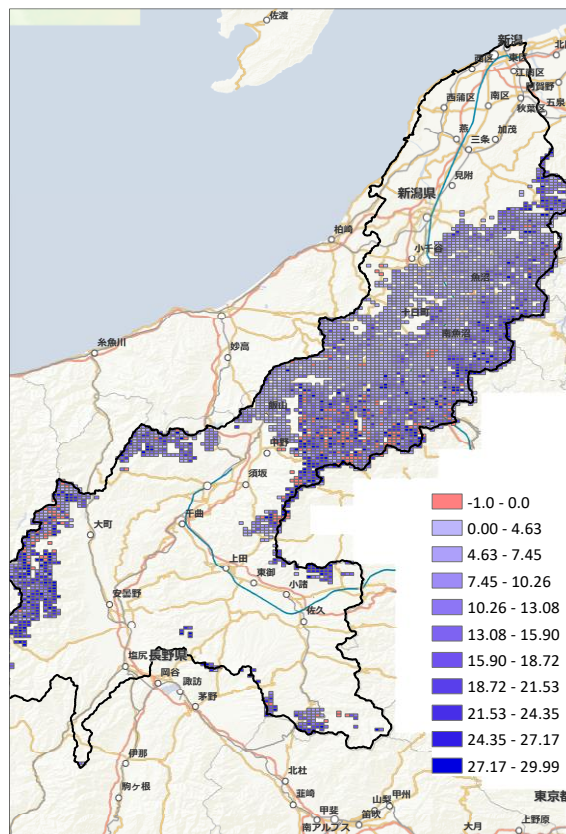 佐渡
新潟
西区
東区
江南区
阿賀野
西蒲区
南区
秋葉区
五泉
燕
三条
加茂
見附
新潟県
柏崎
小千谷
魚沼
十日町
南魚沼
糸魚川
妙高
飯山
中野
須坂
大町
千曲
上田
東御
小諸
安曇野
佐久
塩尻
長野県
岡谷
諏訪
茅野
伊那
駒ヶ根
北杜
韮崎
甲斐
山梨
甲州
笛吹
南アルプス
大月
上野原
東京都
-1.0 - 0.0
0.00 - 4.63
4.63 - 7.45
7.45 - 10.26
10.26 - 13.08
13.08 - 15.90
15.90 - 18.72
18.72 - 21.53
21.53 - 24.35
24.35 - 27.17
27.17 - 29.99